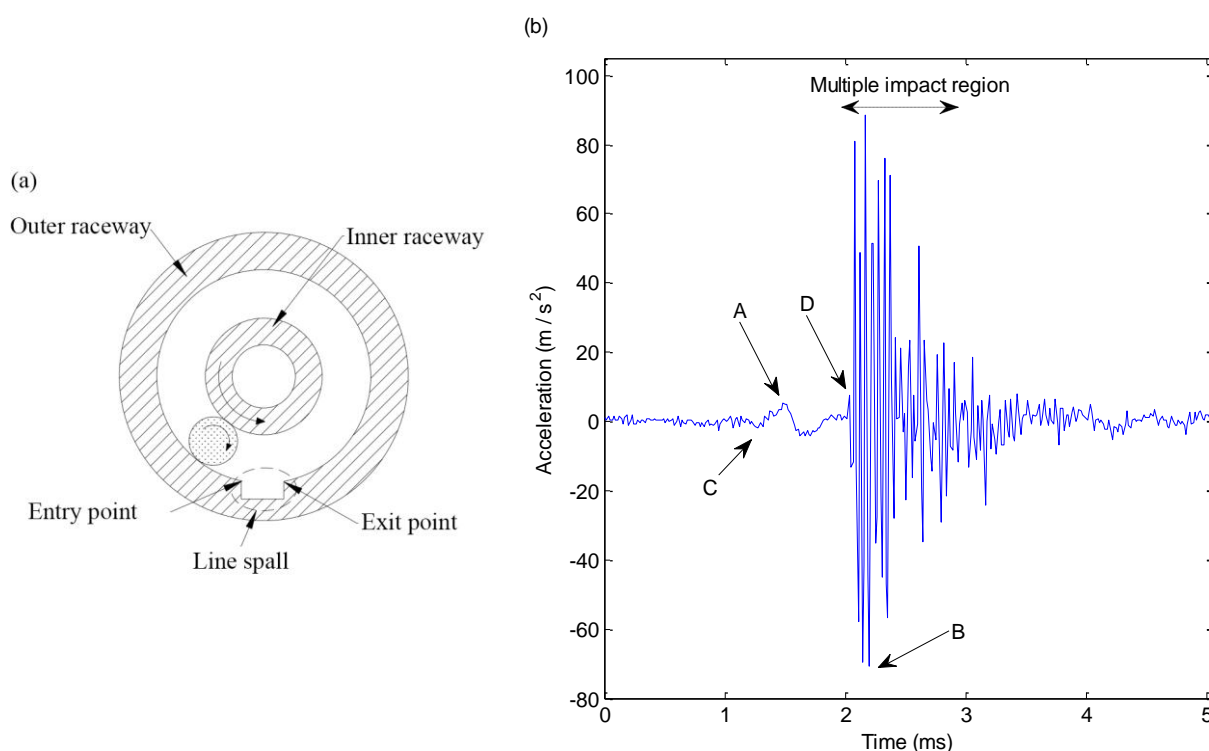 (a)
Outer raceway
Inner raceway
Entry point
Exit point
Line spall
(b)
Multiple impact region
A
D
C
B
100
80
60
40
20
0
-20
-40
-60
-80
0
1
2
3
4
5
Acceleration (m / s²)
Time (ms)